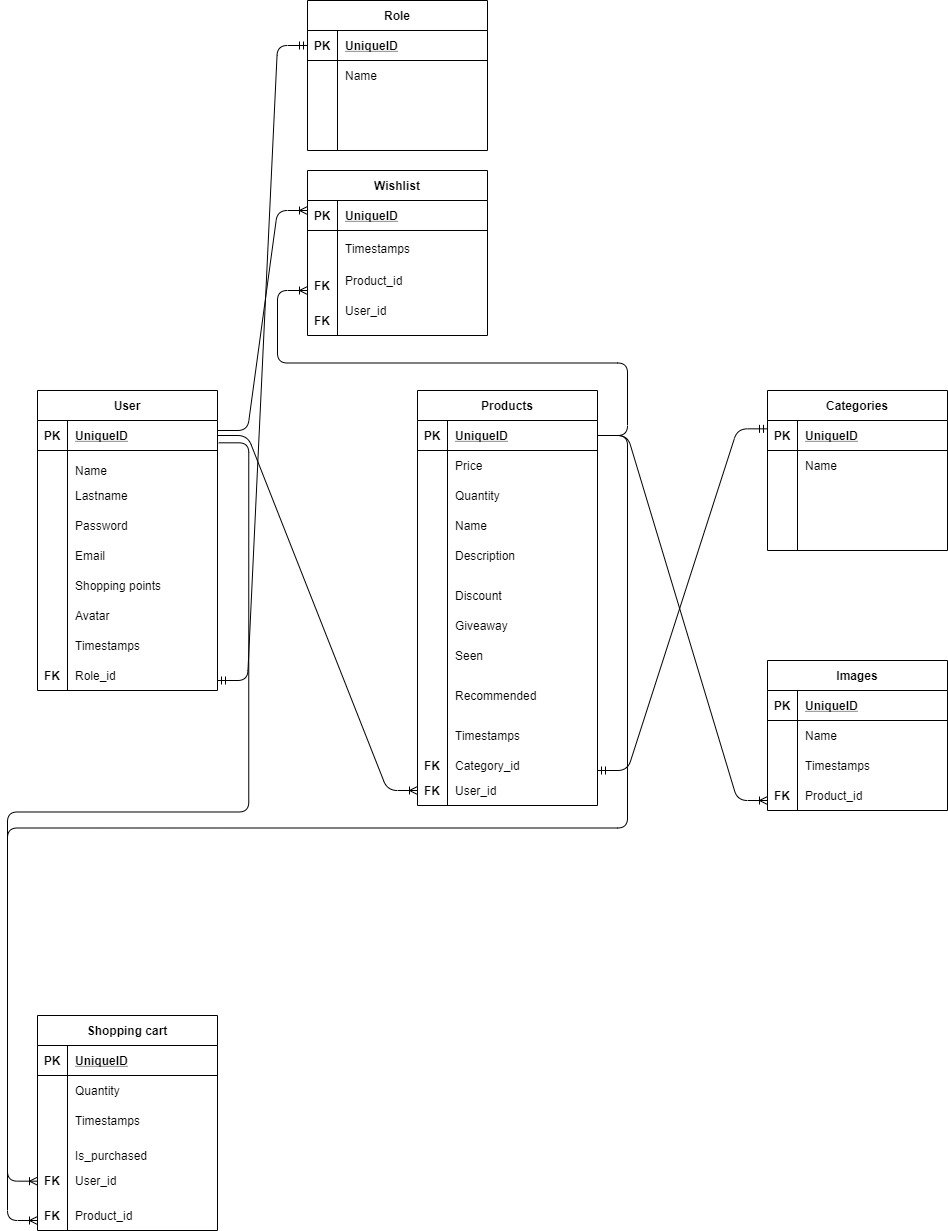 Role
PK UniqueID
Name
Wishlist
PK UniqueID
Timestamps
FK Product_id
FK User_id
User
PK UniqueID
Name
Lastname
Password
Email
Shopping points
Avatar
Timestamps
FK Role_id
Products
PK UniqueID
Price
Quantity
Name
Description
Discount
Giveaway
Seen
Recommended
Timestamps
FK Category_id
FK User_id
Categories
PK UniqueID
Name
Images
PK UniqueID
Name
Timestamps
FK Product_id
Shopping cart
PK UniqueID
Quantity
Timestamps
Is_purchased
FK User_id
FK Product_id